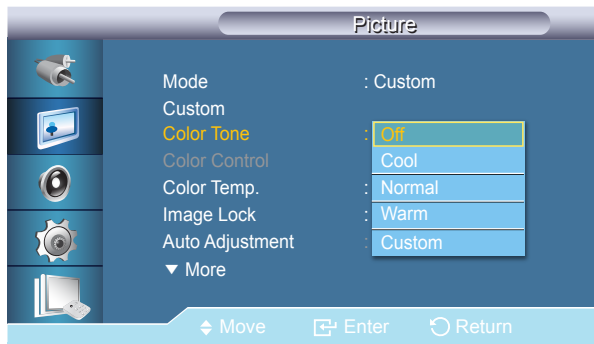 Picture
Mode : Custom
Custom
Color Tone : Off
Color Control Cool
Color Temp. : Normal
Image Lock : Warm
Auto Adjustment : Custom
▼ More
Move Enter Return